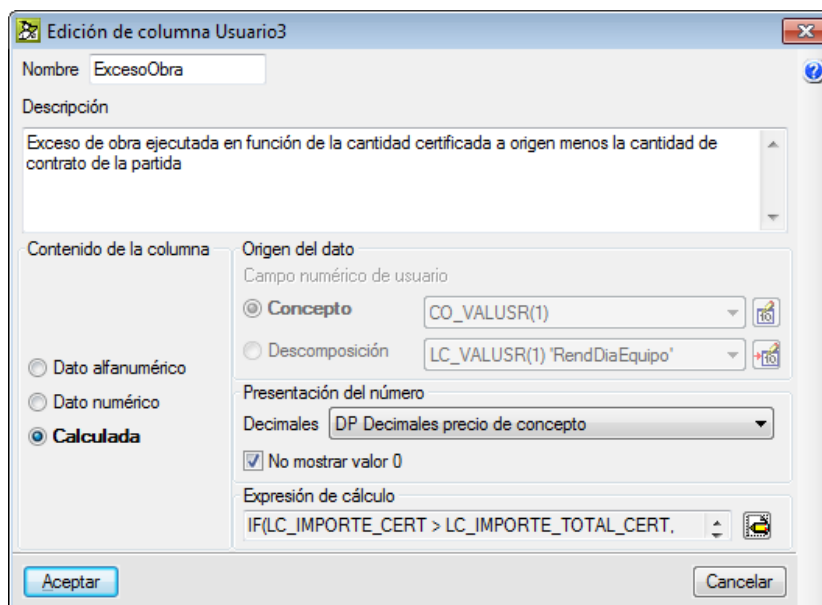 Edición de columna Usuario3
Nombre ExcesoObra
Descripción
Exceso de obra ejecutada en función de la cantidad certificada a origen menos la cantidad de
contrato de la partida
Contenido de la columna
Dato alfanumérico
Dato numérico
Calculada
Origen del dato
Campo numérico de usuario
Concepto CO_VALUSR(1)
Descomposición LC_VALUSR(1) "RendDiaEquipo"
Presentación del número
Decimales DP Decimales precio de concepto
No mostrar valor 0
Expresión de cálculo
IF(LC_IMPORTE_CERT > LC_IMPORTE_TOTAL_CERT,
Aceptar Cancelar